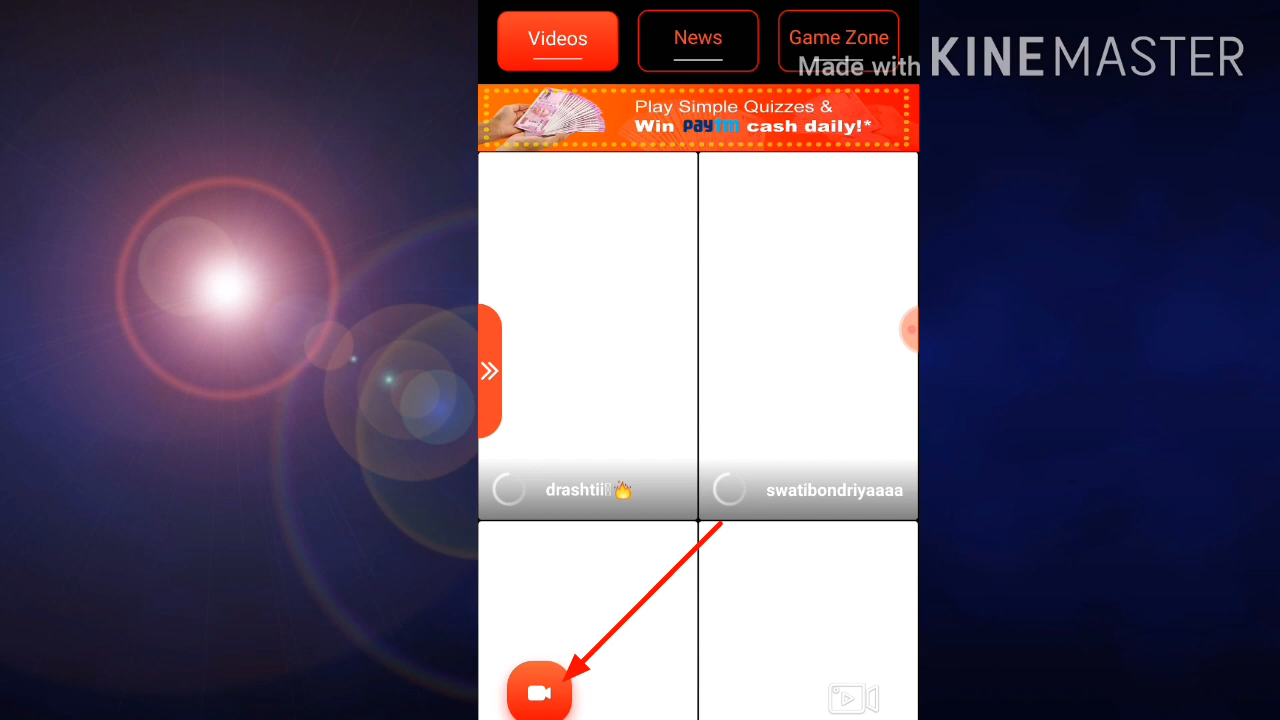 Videos
News
Game Zone
Made with KINEMASTER
Play Simple Quizzes &
Win paytm cash daily!*
drashtii🔥
swatibondriyaaaa